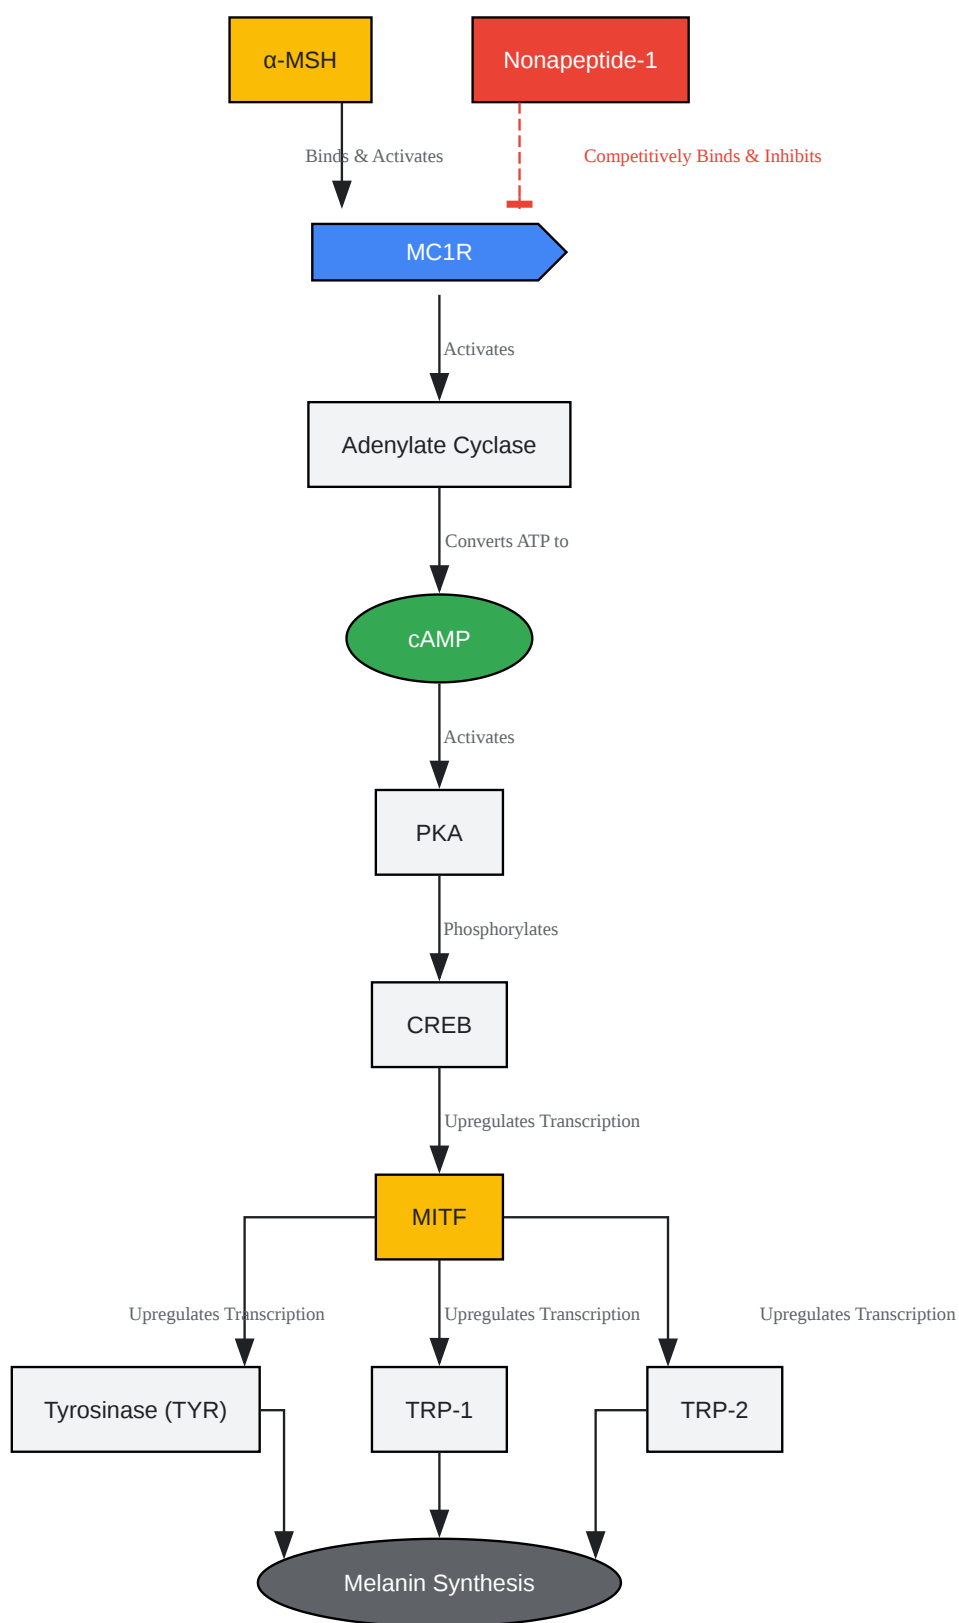 α-MSH
Nonapeptide-1
Binds & Activates
Competitively Binds & Inhibits
MC1R
Activates
Adenylate Cyclase
Converts ATP to
cAMP
Activates
PKA
Phosphorylates
CREB
Upregulates Transcription
MITF
Upregulates Transcription
Upregulates Transcription
Upregulates Transcription
Tyrosinase (TYR)
TRP-1
TRP-2
Melanin Synthesis